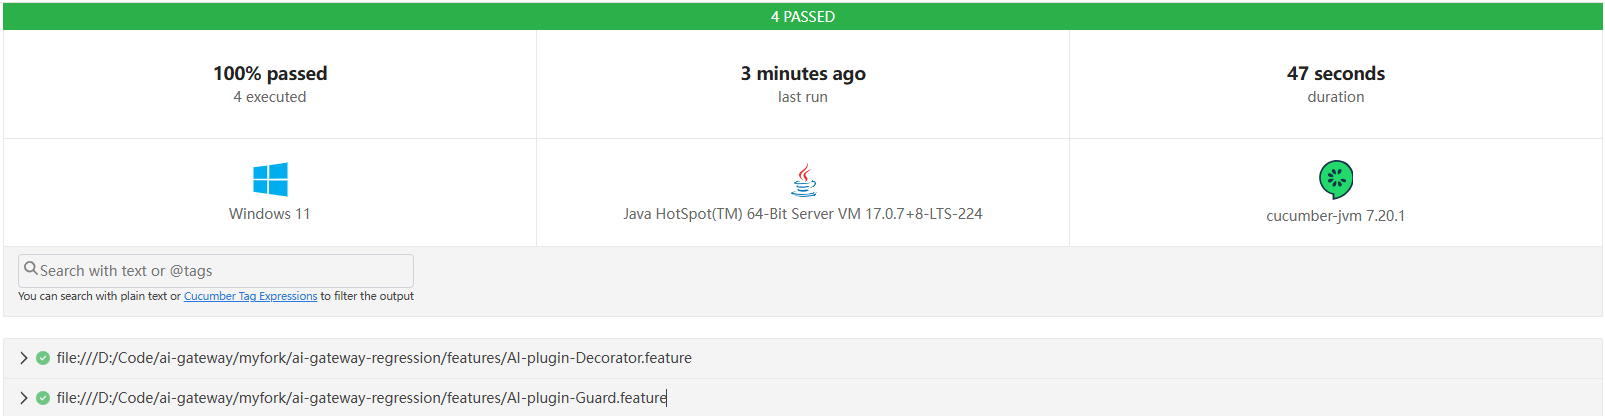 4 PASSED
100% passed
4 executed
3 minutes ago
last run
47 seconds
duration
Windows 11
Java HotSpot(TM) 64-Bit Server VM 17.0.7+8-LTS-224
cucumber-jvm 7.20.1
Search with text or @tags
You can search with plain text or Cucumber Tag Expressions to filter the output
file:///D:/Code/ai-gateway/myfork/ai-gateway-regression/features/AI-plugin-Decorator.feature
file:///D:/Code/ai-gateway/myfork/ai-gateway-regression/features/AI-plugin-Guard.feature